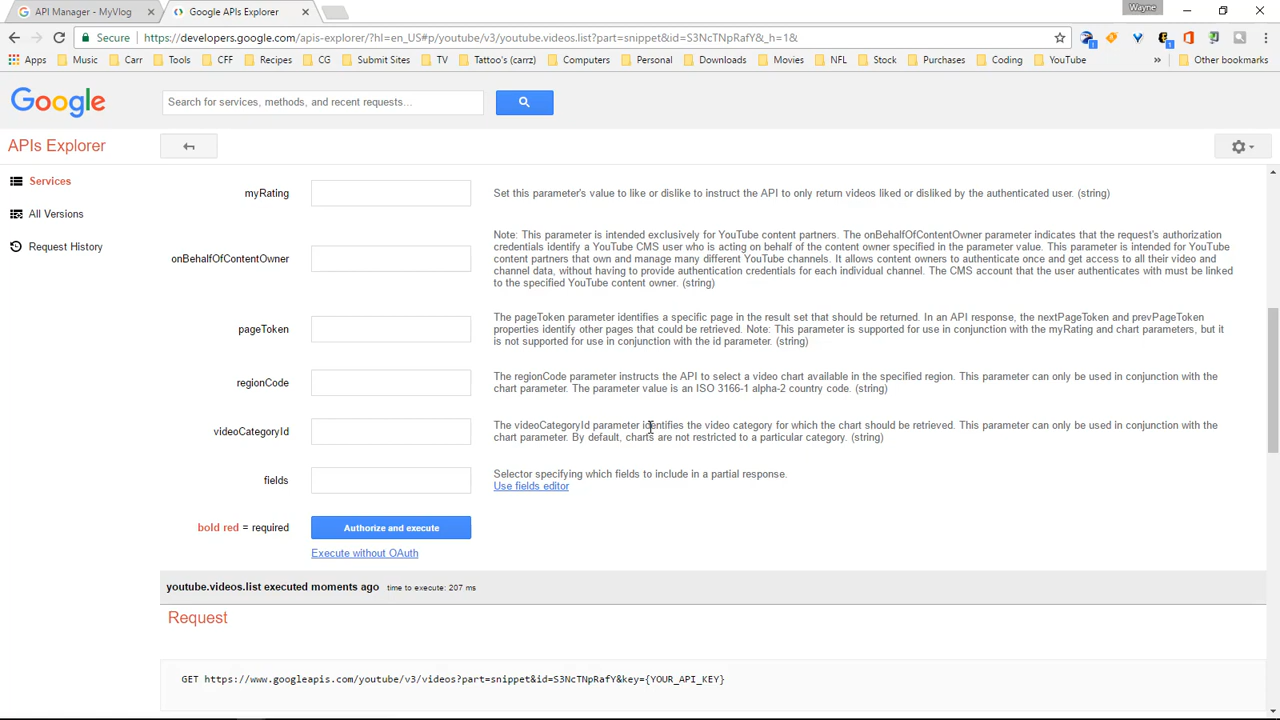 API Manager - MyVlog
Google APIs Explorer
Wayne
Secure
https://developers.google.com/apis-explorer/?hl=en_US#p/youtube/v3/youtube.videos.list?part=snippet&id=S3NcTNpRafY&_h=1&
Apps Music Carr Tools CFF Recipes CG Submit Sites TV Tattoo's (carrz) Computers Personal Downloads Movies NFL Stock Purchases Coding YouTube » Other bookmarks
Google
Search for services, methods, and recent requests...
APIs Explorer
Services
All Versions
Request History
myRating
Set this parameter's value to like or dislike to instruct the API to only return videos liked or disliked by the authenticated user. (string)
onBehalfOfContentOwner
Note: This parameter is intended exclusively for YouTube content partners. The onBehalfOfContentOwner parameter indicates that the request's authorization
credentials identify a YouTube CMS user who is acting on behalf of the content owner specified in the parameter value. This parameter is intended for YouTube
content partners that own and manage many different YouTube channels. It allows content owners to authenticate once and get access to all their video and
channel data, without having to provide authentication credentials for each individual channel. The CMS account that the user authenticates with must be linked
to the specified YouTube content owner. (string)
pageToken
The pageToken parameter identifies a specific page in the result set that should be returned. In an API response, the nextPageToken and prevPageToken
properties identify other pages that could be retrieved. Note: This parameter is supported for use in conjunction with the myRating and chart parameters, but it
is not supported for use in conjunction with the id parameter. (string)
regionCode
The regionCode parameter instructs the API to select a video chart available in the specified region. This parameter can only be used in conjunction with the
chart parameter. The parameter value is an ISO 3166-1 alpha-2 country code. (string)
videoCategoryId
The videoCategoryId parameter identifies the video category for which the chart should be retrieved. This parameter can only be used in conjunction with the
chart parameter. By default, charts are not restricted to a particular category. (string)
fields
Selector specifying which fields to include in a partial response.
Use fields editor
bold red = required
Authorize and execute
Execute without OAuth
youtube.videos.list executed moments ago time to execute: 207 ms
Request
GET https://www.googleapis.com/youtube/v3/videos?part=snippet&id=S3NcTNpRafY&key={YOUR_API_KEY}